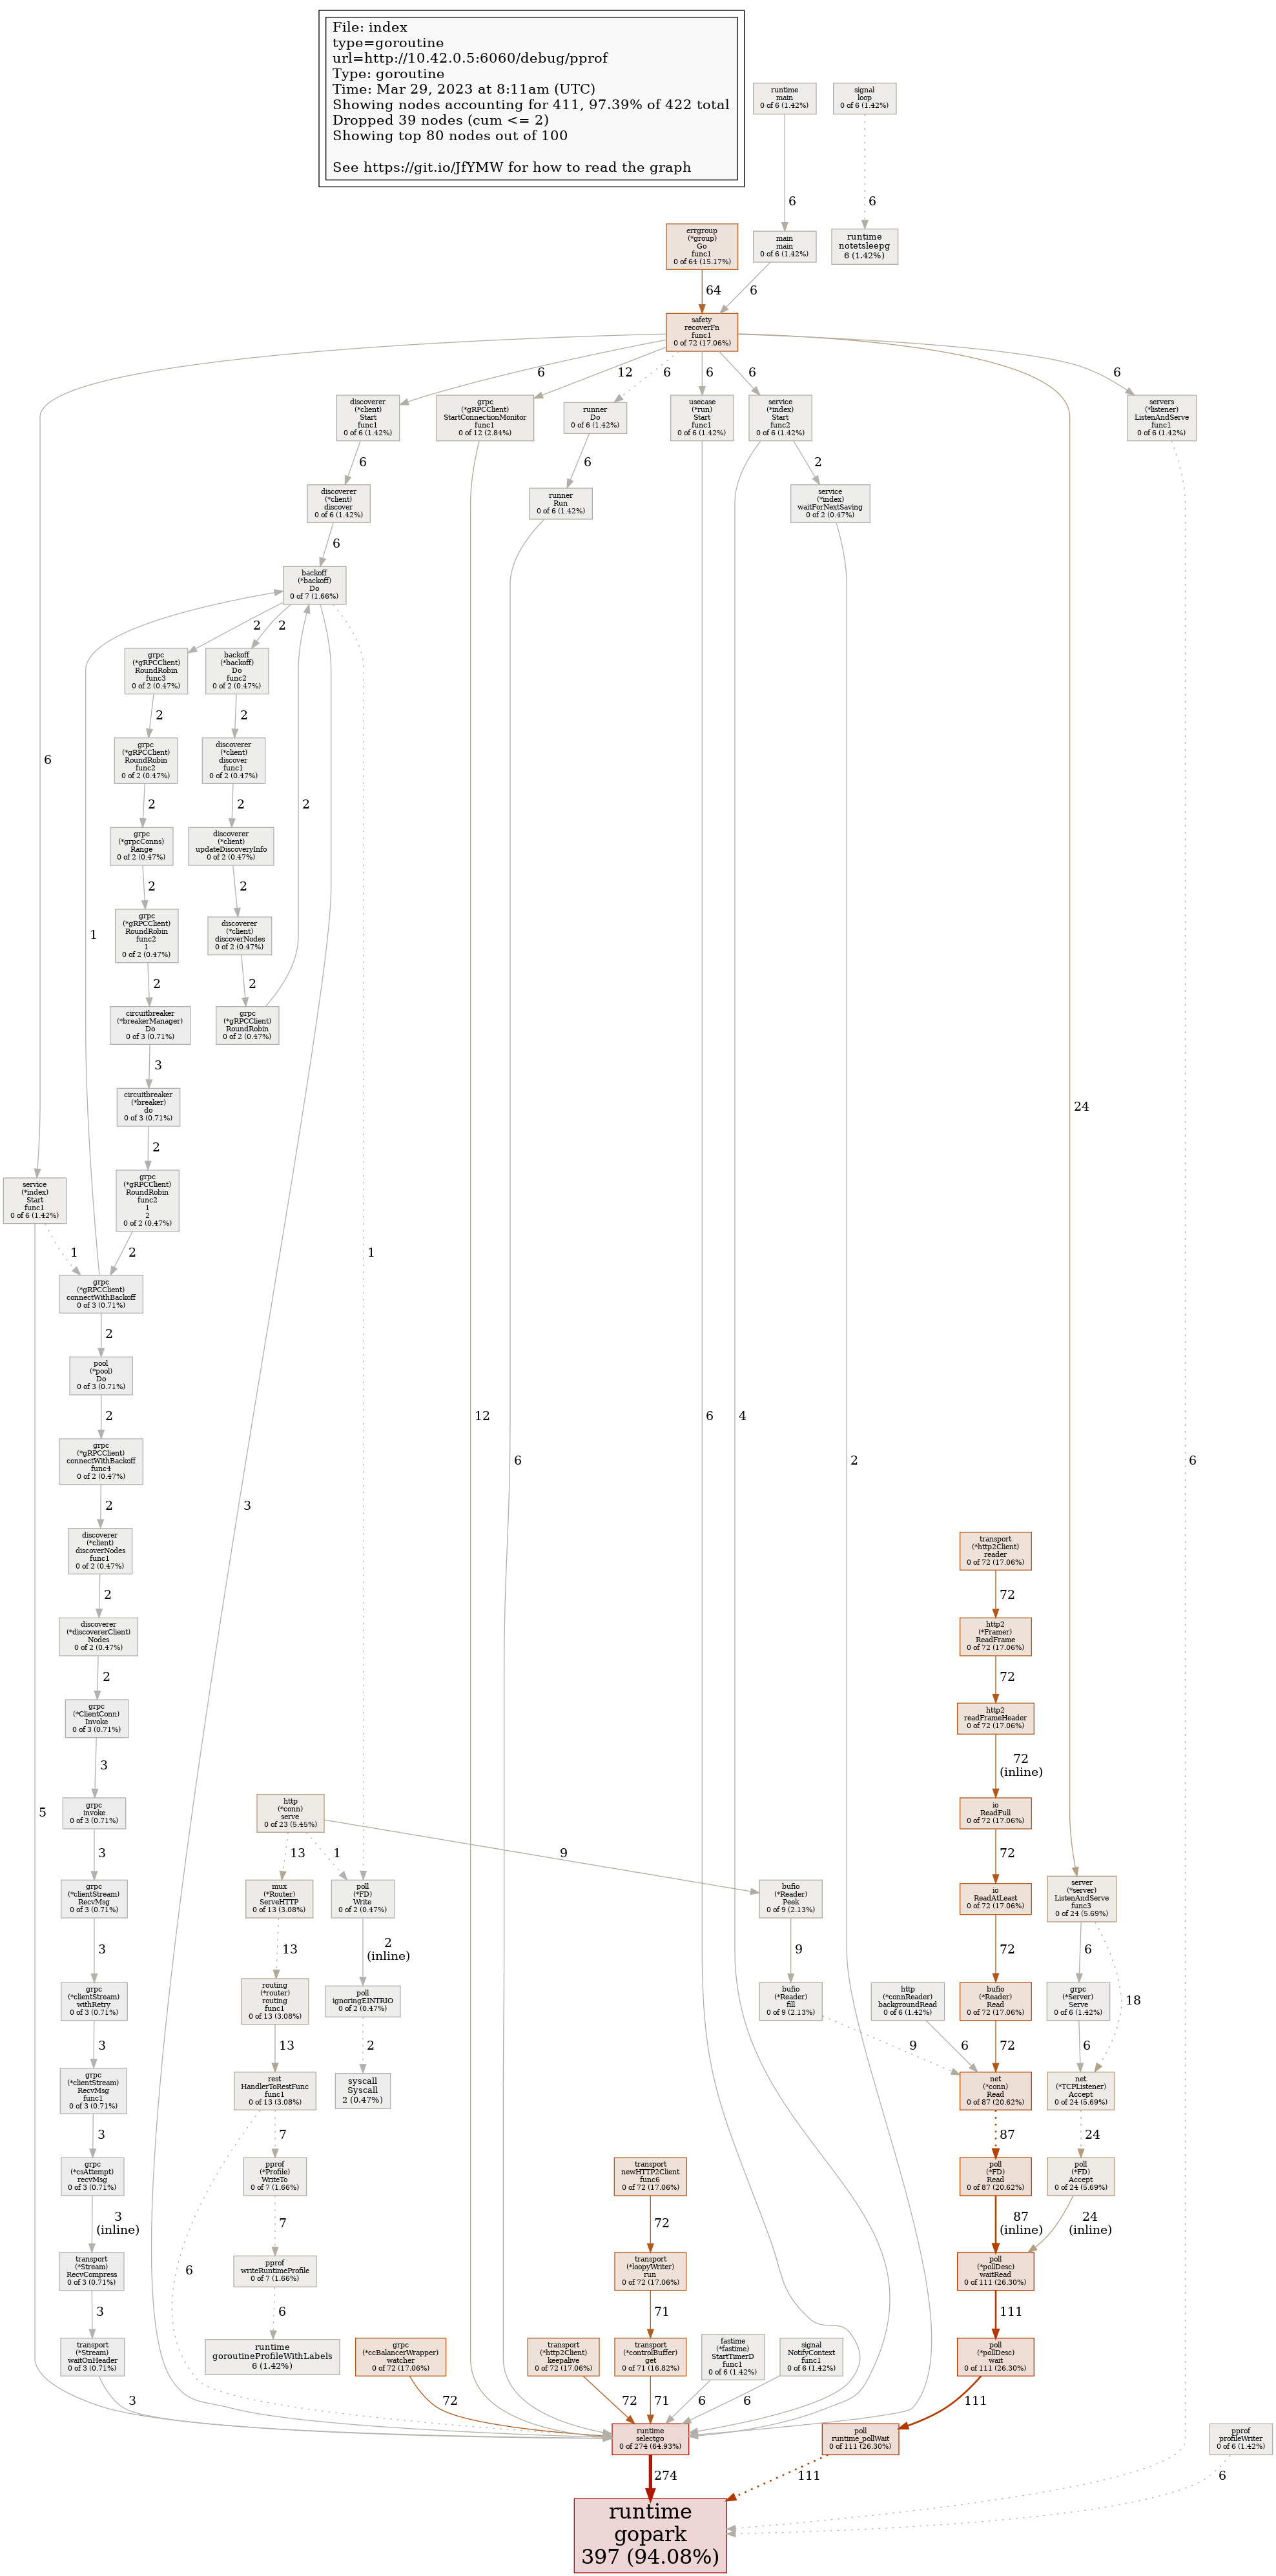 File: index
type=goroutine
url=http://10.42.0.5:6060/debug/pprof
Type: goroutine
Time: Mar 29, 2023 at 8:11am (UTC)
Showing nodes accounting for 411, 97.39% of 422 total
Dropped 39 nodes (cum <= 2)
Showing top 80 nodes out of 100
See https://git.io/JfYMW for how to read the graph
runtime
main
0 of 6 (1.42%)
signal
loop
0 of 6 (1.42%)
6
6
errgroup
(*group)
Go
func1
0 of 64 (15.17%)
main
main
0 of 6 (1.42%)
runtime
notetsleepg
6 (1.42%)
64
6
safety
recoverFn
func1
0 of 72 (17.06%)
6
12
6
6
6
6
discoverer
(*client)
Start
func1
0 of 6 (1.42%)
grpc
(*gRPCClient)
StartConnectionMonitor
func1
0 of 12 (2.84%)
runner
Do
0 of 6 (1.42%)
usecase
(*run)
Start
func1
0 of 6 (1.42%)
service
(*index)
Start
func2
0 of 6 (1.42%)
servers
(*listener)
ListenAndServe
func1
0 of 6 (1.42%)
6
6
2
discoverer
(*client)
discover
0 of 6 (1.42%)
runner
Run
0 of 6 (1.42%)
service
(*index)
waitForNextSaving
0 of 2 (0.47%)
6
backoff
(*backoff)
Do
0 of 7 (1.66%)
2
2
grpc
(*gRPCClient)
RoundRobin
func3
0 of 2 (0.47%)
backoff
(*backoff)
Do
func2
0 of 2 (0.47%)
2
2
grpc
(*gRPCClient)
RoundRobin
func2
0 of 2 (0.47%)
discoverer
(*client)
discover
func1
0 of 2 (0.47%)
6
2
2
2
grpc
(*grpcConns)
Range
0 of 2 (0.47%)
discoverer
(*client)
updateDiscoveryInfo
0 of 2 (0.47%)
2
2
grpc
(*gRPCClient)
RoundRobin
func2
1
0 of 2 (0.47%)
discoverer
(*client)
discoverNodes
0 of 2 (0.47%)
1
2
2
circuitbreaker
(*breakerManager)
Do
0 of 3 (0.71%)
grpc
(*gRPCClient)
RoundRobin
0 of 2 (0.47%)
3
circuitbreaker
(*breaker)
do
0 of 3 (0.71%)
24
2
service
(*index)
Start
func1
0 of 6 (1.42%)
grpc
(*gRPCClient)
RoundRobin
func2
1
2
0 of 2 (0.47%)
1
2
1
grpc
(*gRPCClient)
connectWithBackoff
0 of 3 (0.71%)
2
pool
(*pool)
Do
0 of 3 (0.71%)
2
12
6
4
grpc
(*gRPCClient)
connectWithBackoff
func4
0 of 2 (0.47%)
6
2
6
2
3
discoverer
(*client)
discoverNodes
func1
0 of 2 (0.47%)
transport
(*http2Client)
reader
0 of 72 (17.06%)
2
72
discoverer
(*discovererClient)
Nodes
0 of 2 (0.47%)
http2
(*Framer)
ReadFrame
0 of 72 (17.06%)
2
72
grpc
(*ClientConn)
Invoke
0 of 3 (0.71%)
http2
readFrameHeader
0 of 72 (17.06%)
3
72
(inline)
5
grpc
invoke
0 of 3 (0.71%)
http
(*conn)
serve
0 of 23 (5.45%)
io
ReadFull
0 of 72 (17.06%)
3
13
1
9
72
grpc
(*clientStream)
RecvMsg
0 of 3 (0.71%)
mux
(*Router)
ServeHTTP
0 of 13 (3.08%)
poll
(*FD)
Write
0 of 2 (0.47%)
bufio
(*Reader)
Peek
0 of 9 (2.13%)
io
ReadAtLeast
0 of 72 (17.06%)
server
(*server)
ListenAndServe
func3
0 of 24 (5.69%)
3
13
2
(inline)
9
72
6
18
grpc
(*clientStream)
withRetry
0 of 3 (0.71%)
routing
(*router)
routing
func1
0 of 13 (3.08%)
poll
ignoringEINTRIO
0 of 2 (0.47%)
bufio
(*Reader)
fill
0 of 9 (2.13%)
http
(*connReader)
backgroundRead
0 of 6 (1.42%)
bufio
(*Reader)
Read
0 of 72 (17.06%)
grpc
(*Server)
Serve
0 of 6 (1.42%)
3
13
2
9
6
72
6
grpc
(*clientStream)
RecvMsg
func1
0 of 3 (0.71%)
rest
HandlerToRestFunc
func1
0 of 13 (3.08%)
syscall
Syscall
2 (0.47%)
net
(*conn)
Read
0 of 87 (20.62%)
net
(*TCPListener)
Accept
0 of 24 (5.69%)
3
7
87
24
grpc
(*csAttempt)
recvMsg
0 of 3 (0.71%)
pprof
(*Profile)
WriteTo
0 of 7 (1.66%)
transport
newHTTP2Client
func6
0 of 72 (17.06%)
poll
(*FD)
Read
0 of 87 (20.62%)
poll
(*FD)
Accept
0 of 24 (5.69%)
3
(inline)
7
72
87
(inline)
24
(inline)
transport
(*Stream)
RecvCompress
0 of 3 (0.71%)
6
pprof
writeRuntimeProfile
0 of 7 (1.66%)
transport
(*loopyWriter)
run
0 of 72 (17.06%)
poll
(*pollDesc)
waitRead
0 of 111 (26.30%)
3
6
71
111
transport
(*Stream)
waitOnHeader
0 of 3 (0.71%)
runtime
goroutineProfileWithLabels
6 (1.42%)
grpc
(*ccBalancerWrapper)
watcher
0 of 72 (17.06%)
transport
(*http2Client)
keepalive
0 of 72 (17.06%)
transport
(*controlBuffer)
get
0 of 71 (16.82%)
fastime
(*fastime)
StartTimerD
func1
0 of 6 (1.42%)
signal
NotifyContext
func1
0 of 6 (1.42%)
poll
(*pollDesc)
wait
0 of 111 (26.30%)
3
72
72
71
6
6
111
runtime
selectgo
0 of 274 (64.93%)
poll
runtime_pollWait
0 of 111 (26.30%)
pprof
profileWriter
0 of 6 (1.42%)
274
111
6
runtime
gopark
397 (94.08%)